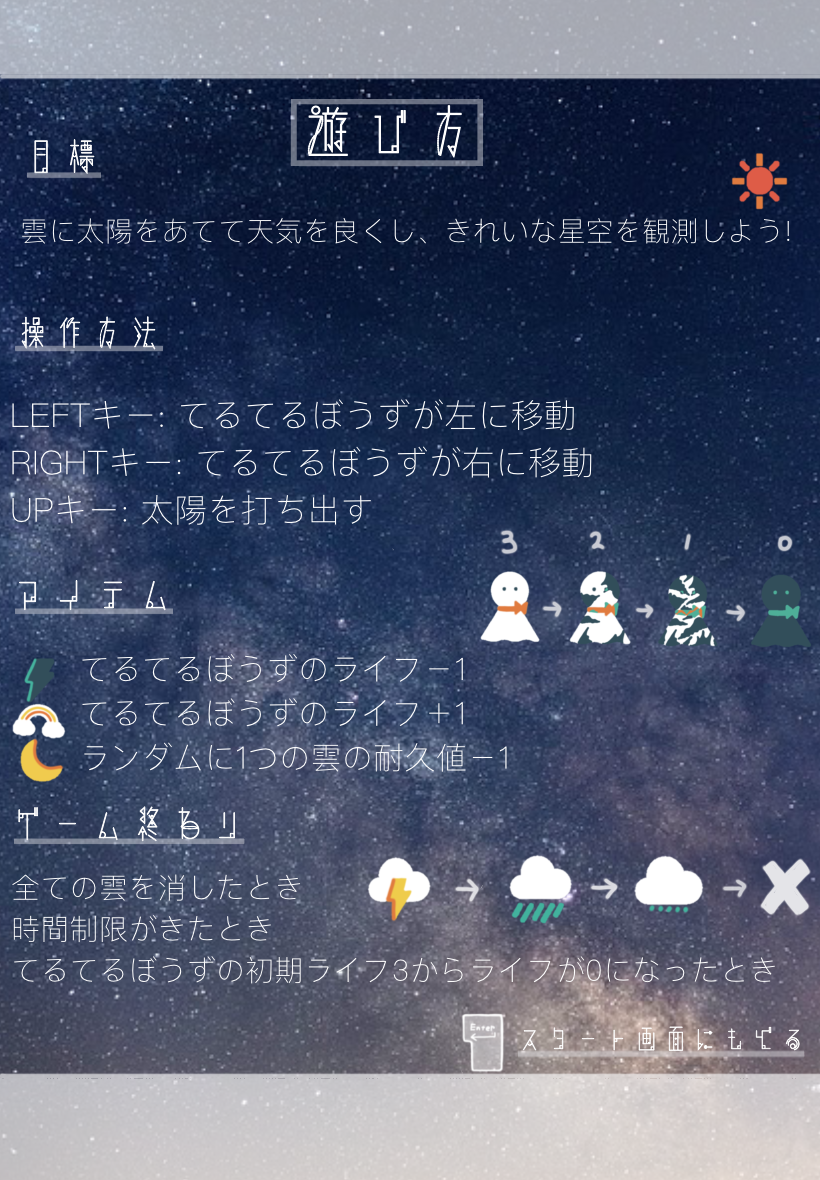 遊び方
目標
雲に太陽をあてて天気を良くし、きれいな星空を観測しよう!
操作方法
LEFTキー: てるてるぼうずが左に移動
RIGHTキー: てるてるぼうずが右に移動
UPキー: 太陽を打ち出す
3 2 1 0
アイテム
てるてるぼうずのライフ−1
てるてるぼうずのライフ+1
ランダムに1つの雲の耐久値−1
ゲーム終わり
全ての雲を消したとき
時間制限がきたとき
てるてるぼうずの初期ライフ3からライフが0になったとき
Enter スタート画面にもどる